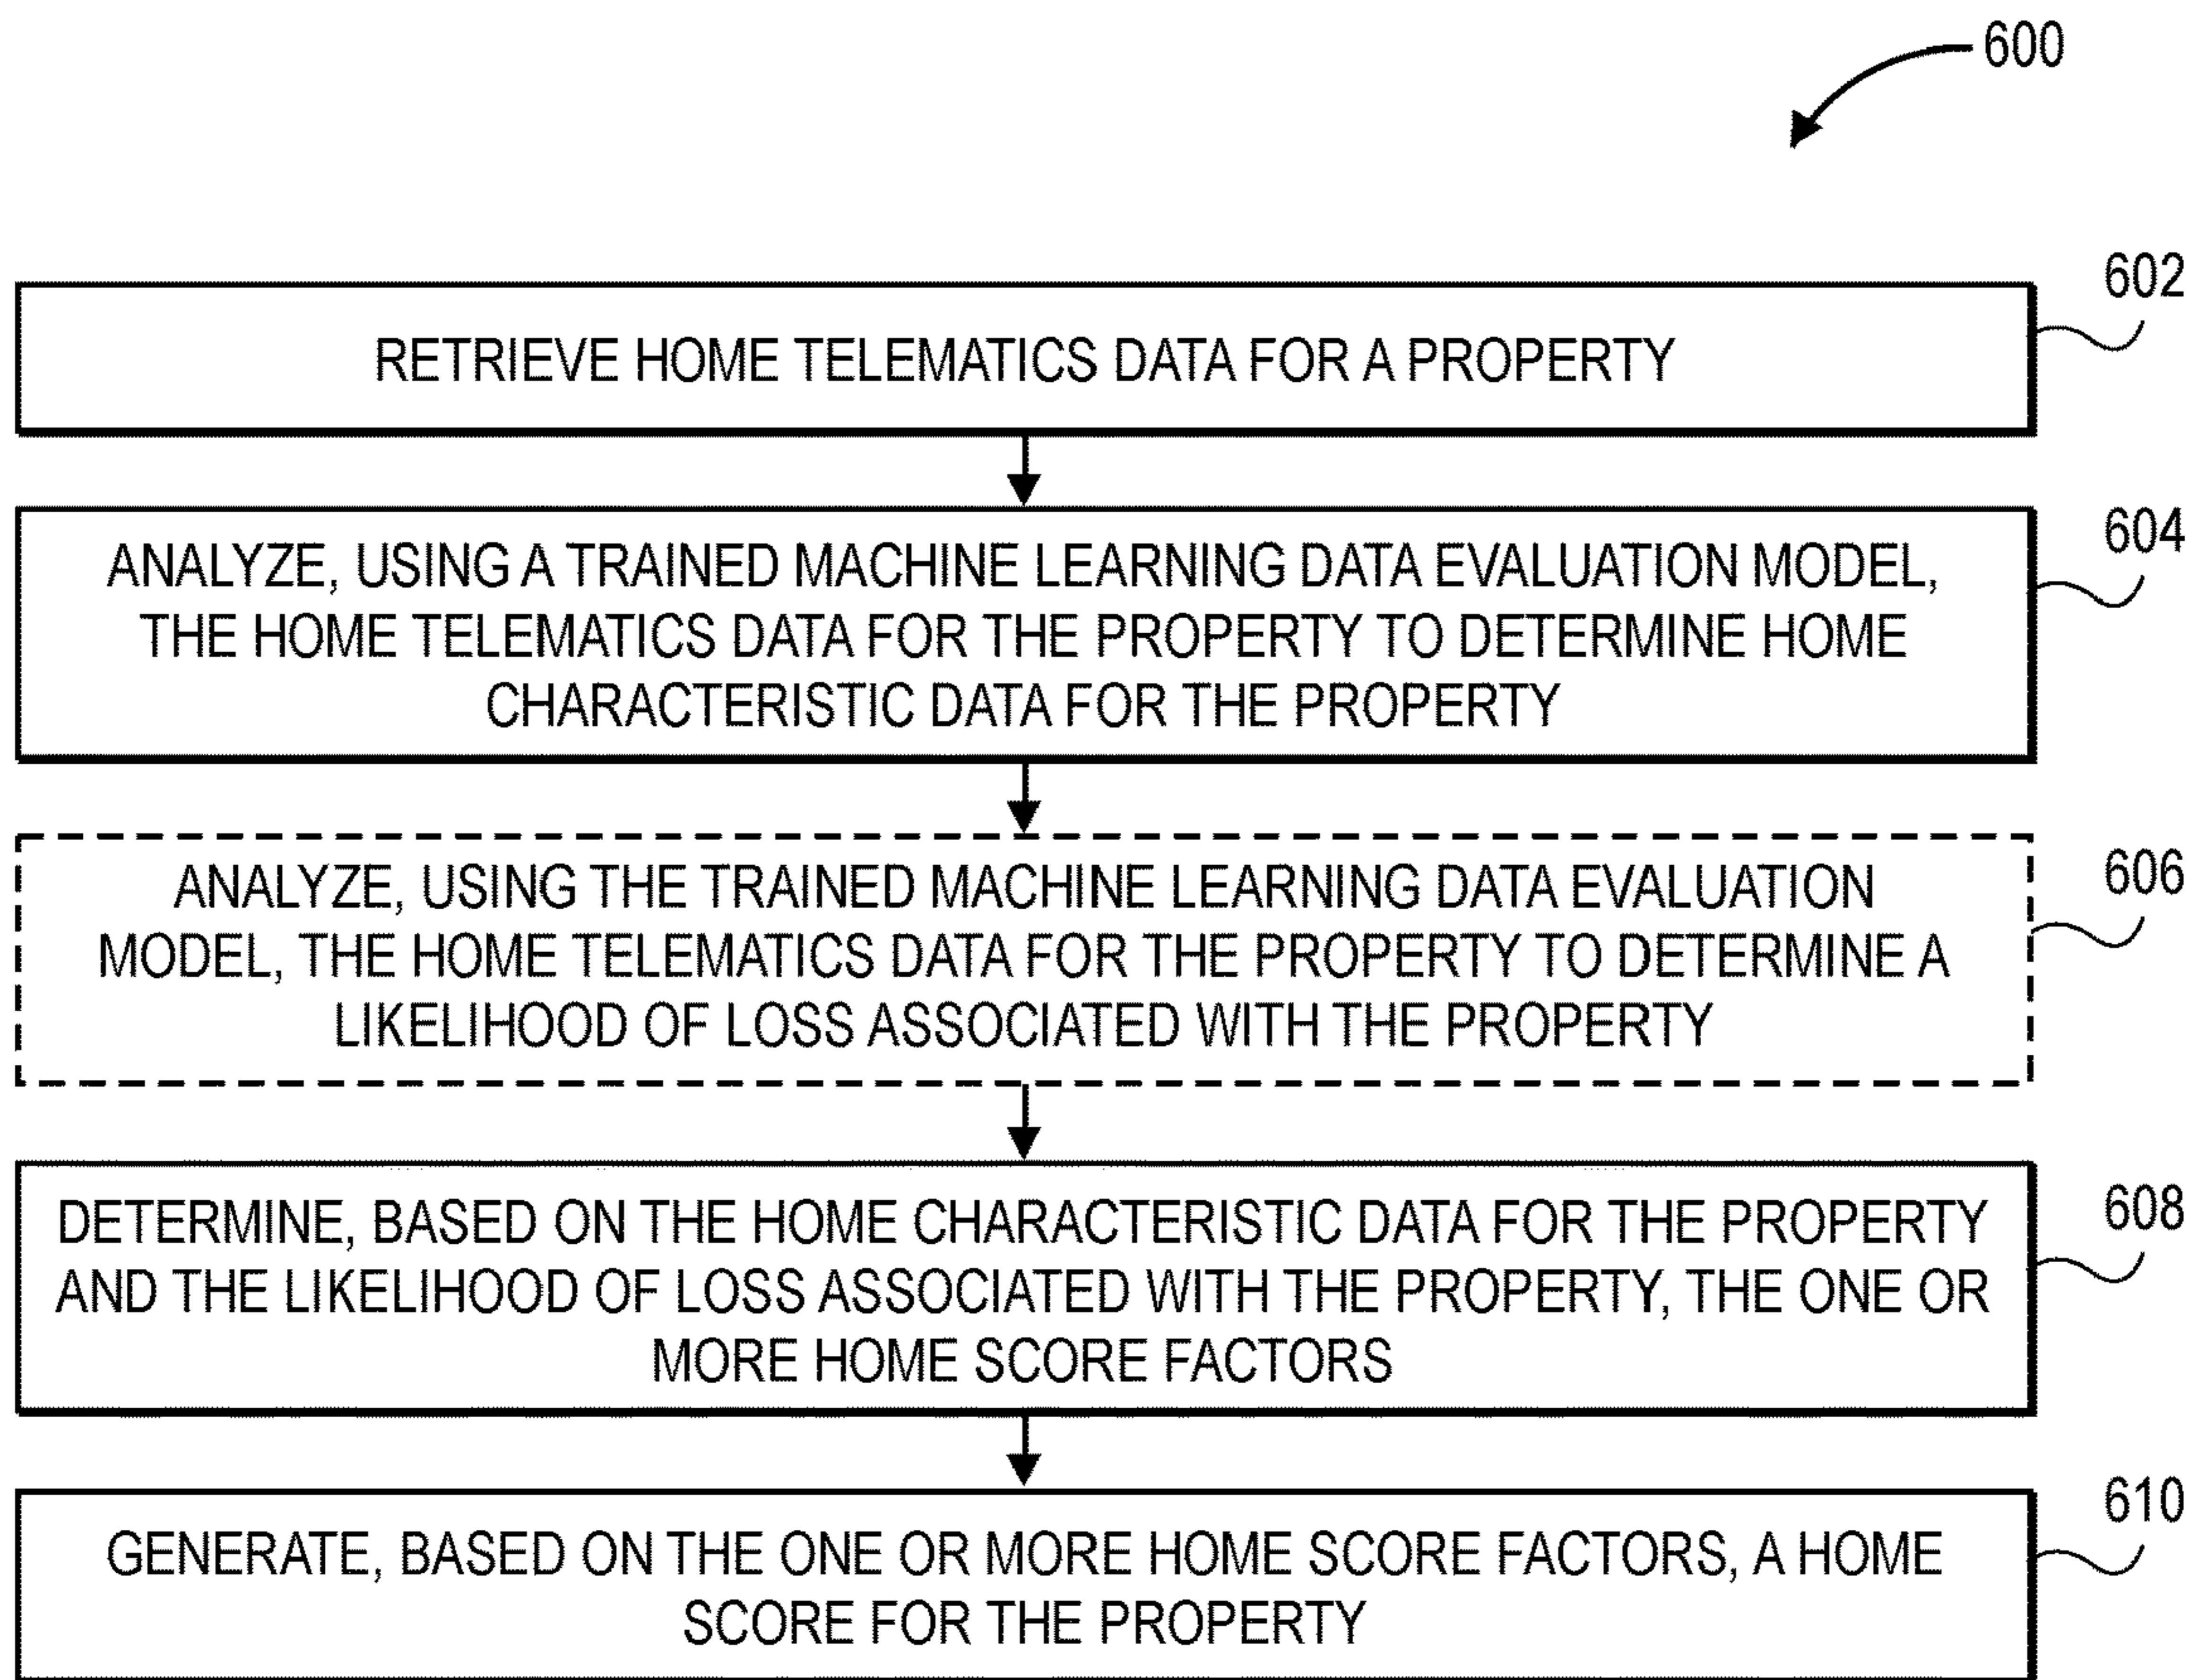 600
602
RETRIEVE HOME TELEMATICS DATA FOR A PROPERTY
604
ANALYZE, USING A TRAINED MACHINE LEARNING DATA EVALUATION MODEL,
THE HOME TELEMATICS DATA FOR THE PROPERTY TO DETERMINE HOME
CHARACTERISTIC DATA FOR THE PROPERTY
606
ANALYZE, USING THE TRAINED MACHINE LEARNING DATA EVALUATION
MODEL, THE HOME TELEMATICS DATA FOR THE PROPERTY TO DETERMINE A
LIKELIHOOD OF LOSS ASSOCIATED WITH THE PROPERTY
608
DETERMINE, BASED ON THE HOME CHARACTERISTIC DATA FOR THE PROPERTY
AND THE LIKELIHOOD OF LOSS ASSOCIATED WITH THE PROPERTY, THE ONE OR
MORE HOME SCORE FACTORS
610
GENERATE, BASED ON THE ONE OR MORE HOME SCORE FACTORS, A HOME
SCORE FOR THE PROPERTY